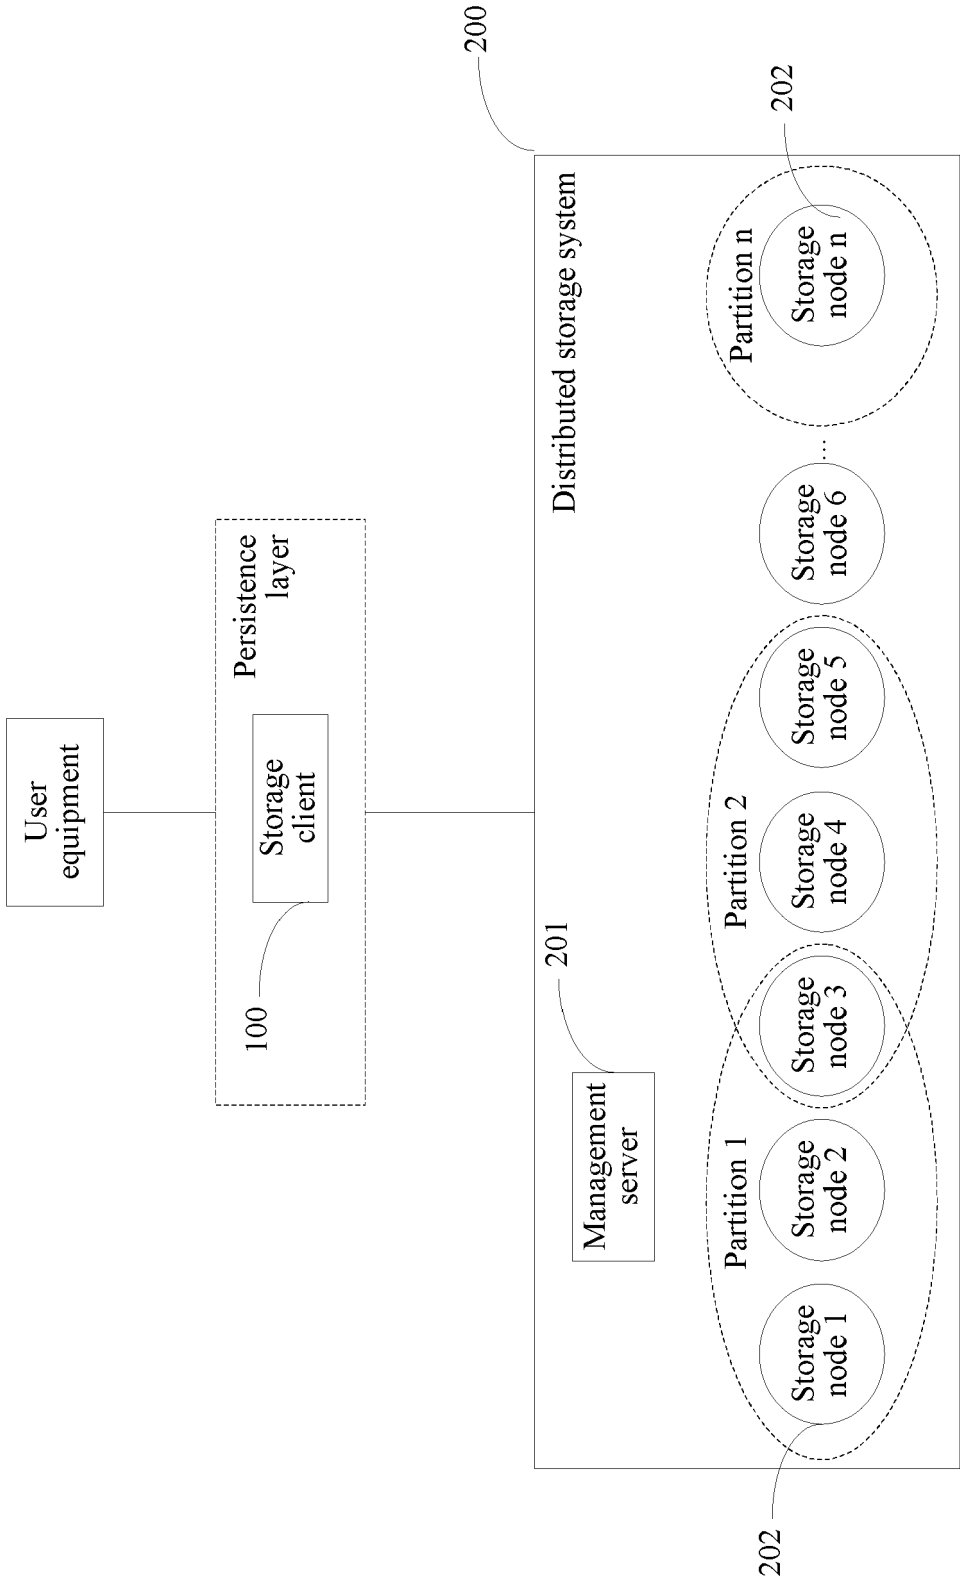 User
equipment
Persistence
layer
Storage
client
100
200
Distributed storage system
201
Management
server
Partition 1
Partition 2
Partition n
Storage
node 1
Storage
node 2
Storage
node 3
Storage
node 4
Storage
node 5
Storage
node 6
...
Storage
node n
202
202